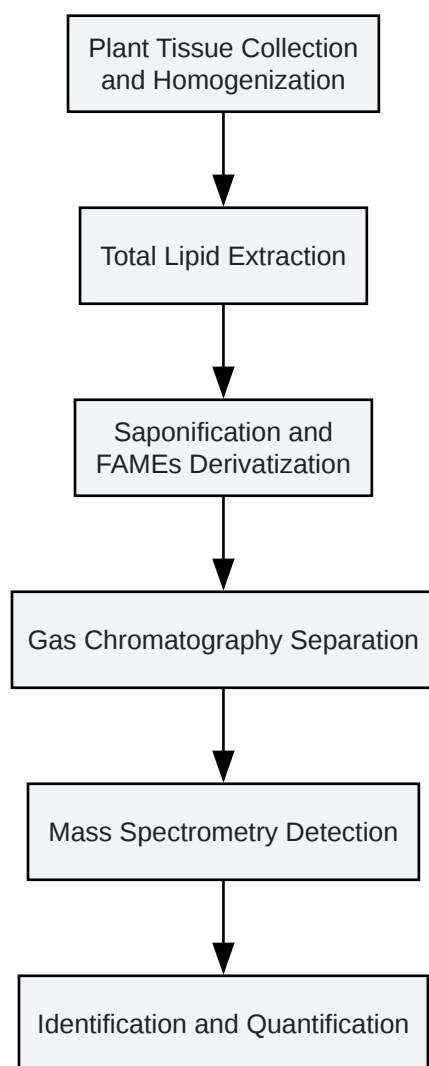 Plant Tissue Collection
and Homogenization
Total Lipid Extraction
Saponification and
FAMEs Derivatization
Gas Chromatography Separation
Mass Spectrometry Detection
Identification and Quantification